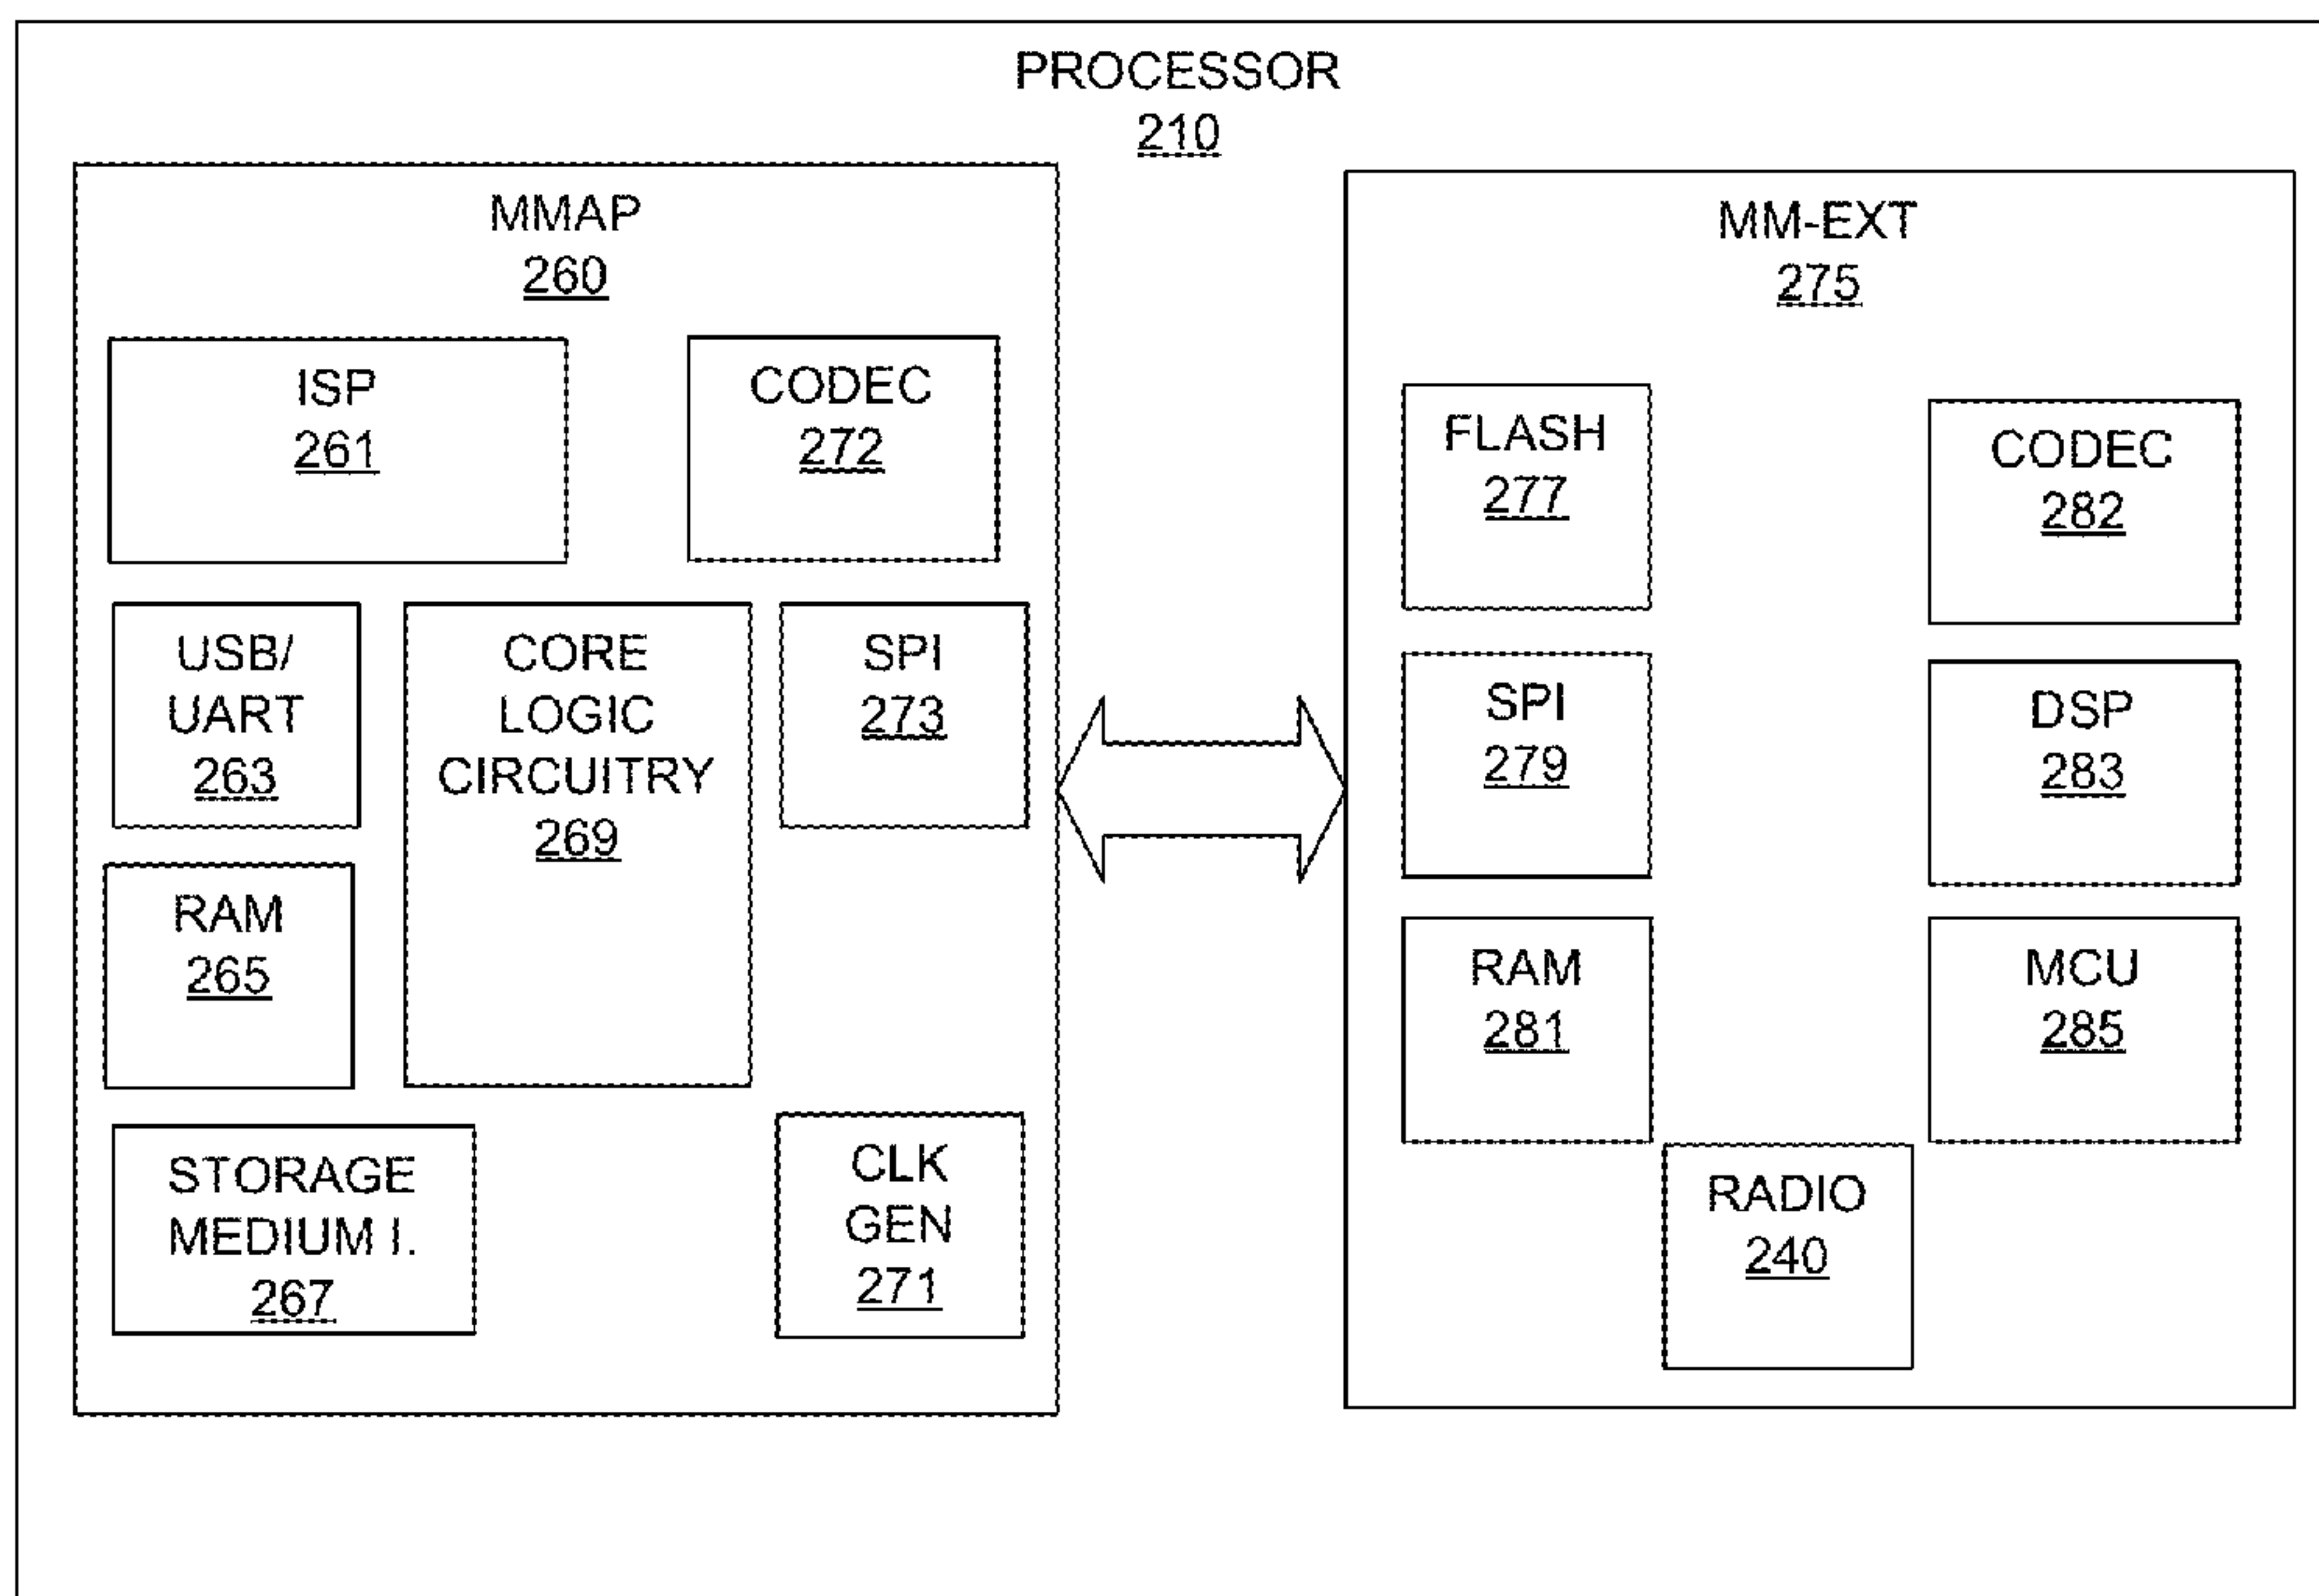 PROCESSOR
210
MMAP
260
ISP
261
CODEC
272
USB/
UART
263
CORE
LOGIC
CIRCUITRY
269
SPI
273
RAM
265
STORAGE
MEDIUM I.
267
CLK
GEN
271
MM-EXT
275
FLASH
277
CODEC
282
SPI
279
DSP
283
RAM
281
MCU
285
RADIO
240